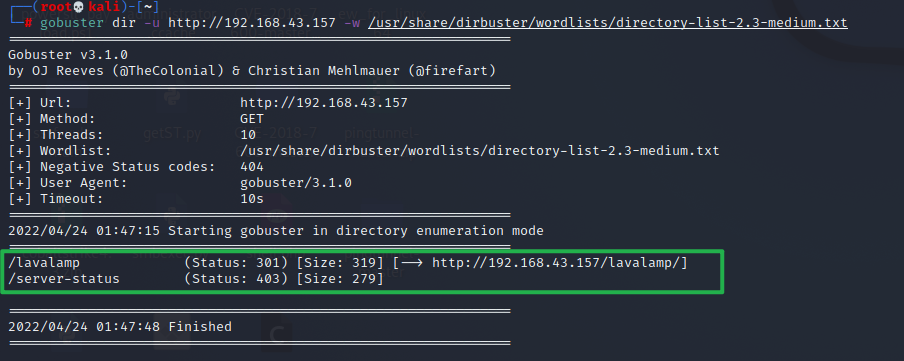 ┌──(root💀kali)-[~]
└─# gobuster dir -u http://192.168.43.157 -w /usr/share/dirbuster/wordlists/directory-list-2.3-medium.txt
===============================================================
Gobuster v3.1.0
by OJ Reeves (@TheColonial) & Christian Mehlmauer (@firefart)
===============================================================
[+] Url:                     http://192.168.43.157
[+] Method:                  GET
[+] Threads:                 10
[+] Wordlist:                /usr/share/dirbuster/wordlists/directory-list-2.3-medium.txt
[+] Negative Status codes:   404
[+] User Agent:              gobuster/3.1.0
[+] Timeout:                 10s
===============================================================
2022/04/24 01:47:15 Starting gobuster in directory enumeration mode
===============================================================
/lavalamp             (Status: 301) [Size: 319] [--> http://192.168.43.157/lavalamp/]
/server-status        (Status: 403) [Size: 279]
===============================================================
2022/04/24 01:47:48 Finished
===============================================================